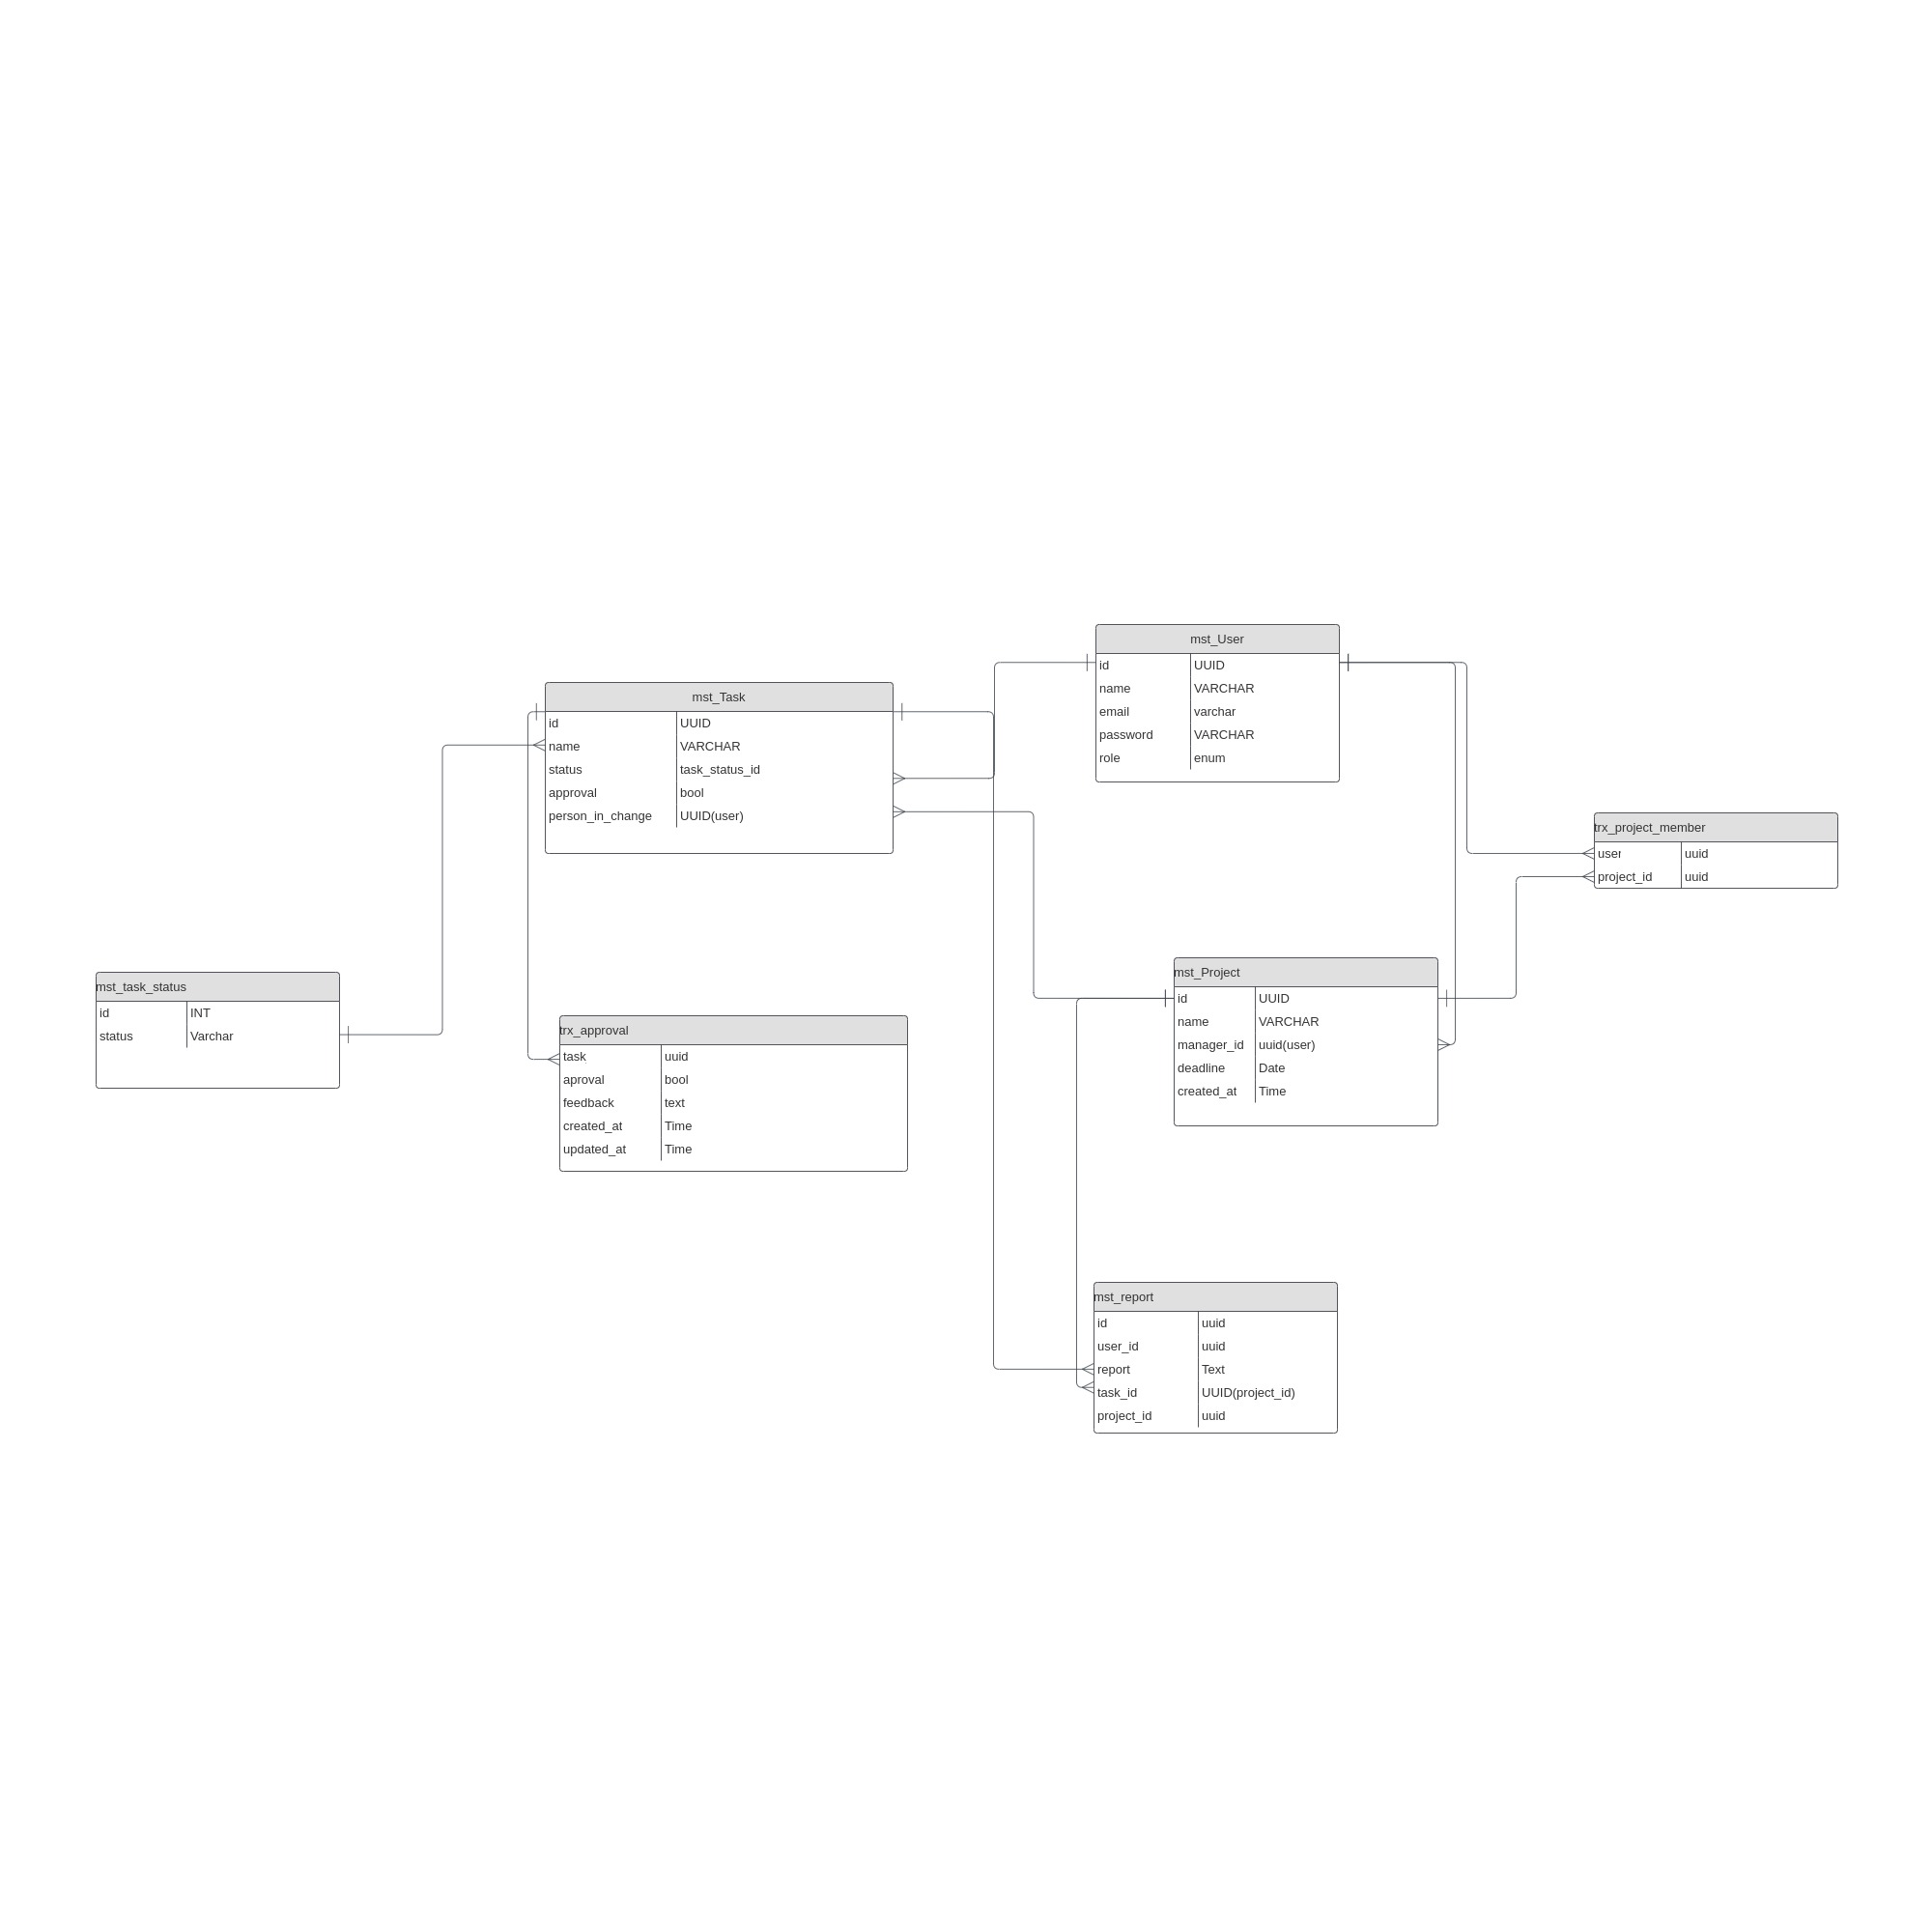 mst_User
id UUID
name VARCHAR
email varchar
password VARCHAR
role enum
mst_Task
id UUID
name VARCHAR
status task_status_id
approval bool
person_in_change UUID(user)
trx_project_member
user uuid
project_id uuid
mst_Project
id UUID
name VARCHAR
manager_id uuid(user)
deadline Date
created_at Time
mst_task_status
id INT
status Varchar
trx_approval
task uuid
aproval bool
feedback text
created_at Time
updated_at Time
mst_report
id uuid
user_id uuid
report Text
task_id UUID(project_id)
project_id uuid